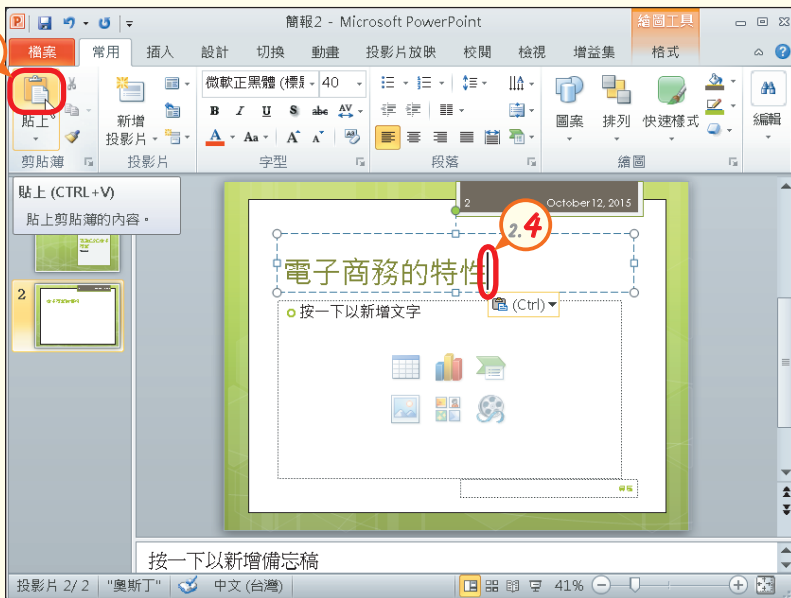 簡報2 - Microsoft PowerPoint
繪圖工具
檔案 常用 插入 設計 切換 動畫 投影片放映 校閱 檢視 增益集 格式
微軟正黑體 (標題 40
貼上 新增投影片 B I U S abc AV A Aa A A 圖案 排列 快速樣式 編輯
剪貼簿 投影片 字型 段落 繪圖
貼上 (CTRL+V)
貼上剪貼簿的內容。
2 October 12, 2015
2.4
電子商務的特性
(Ctrl)
按一下以新增文字
2
按一下以新增備忘稿
投影片 2/ 2 "奧斯丁" 中文 (台灣) 41%